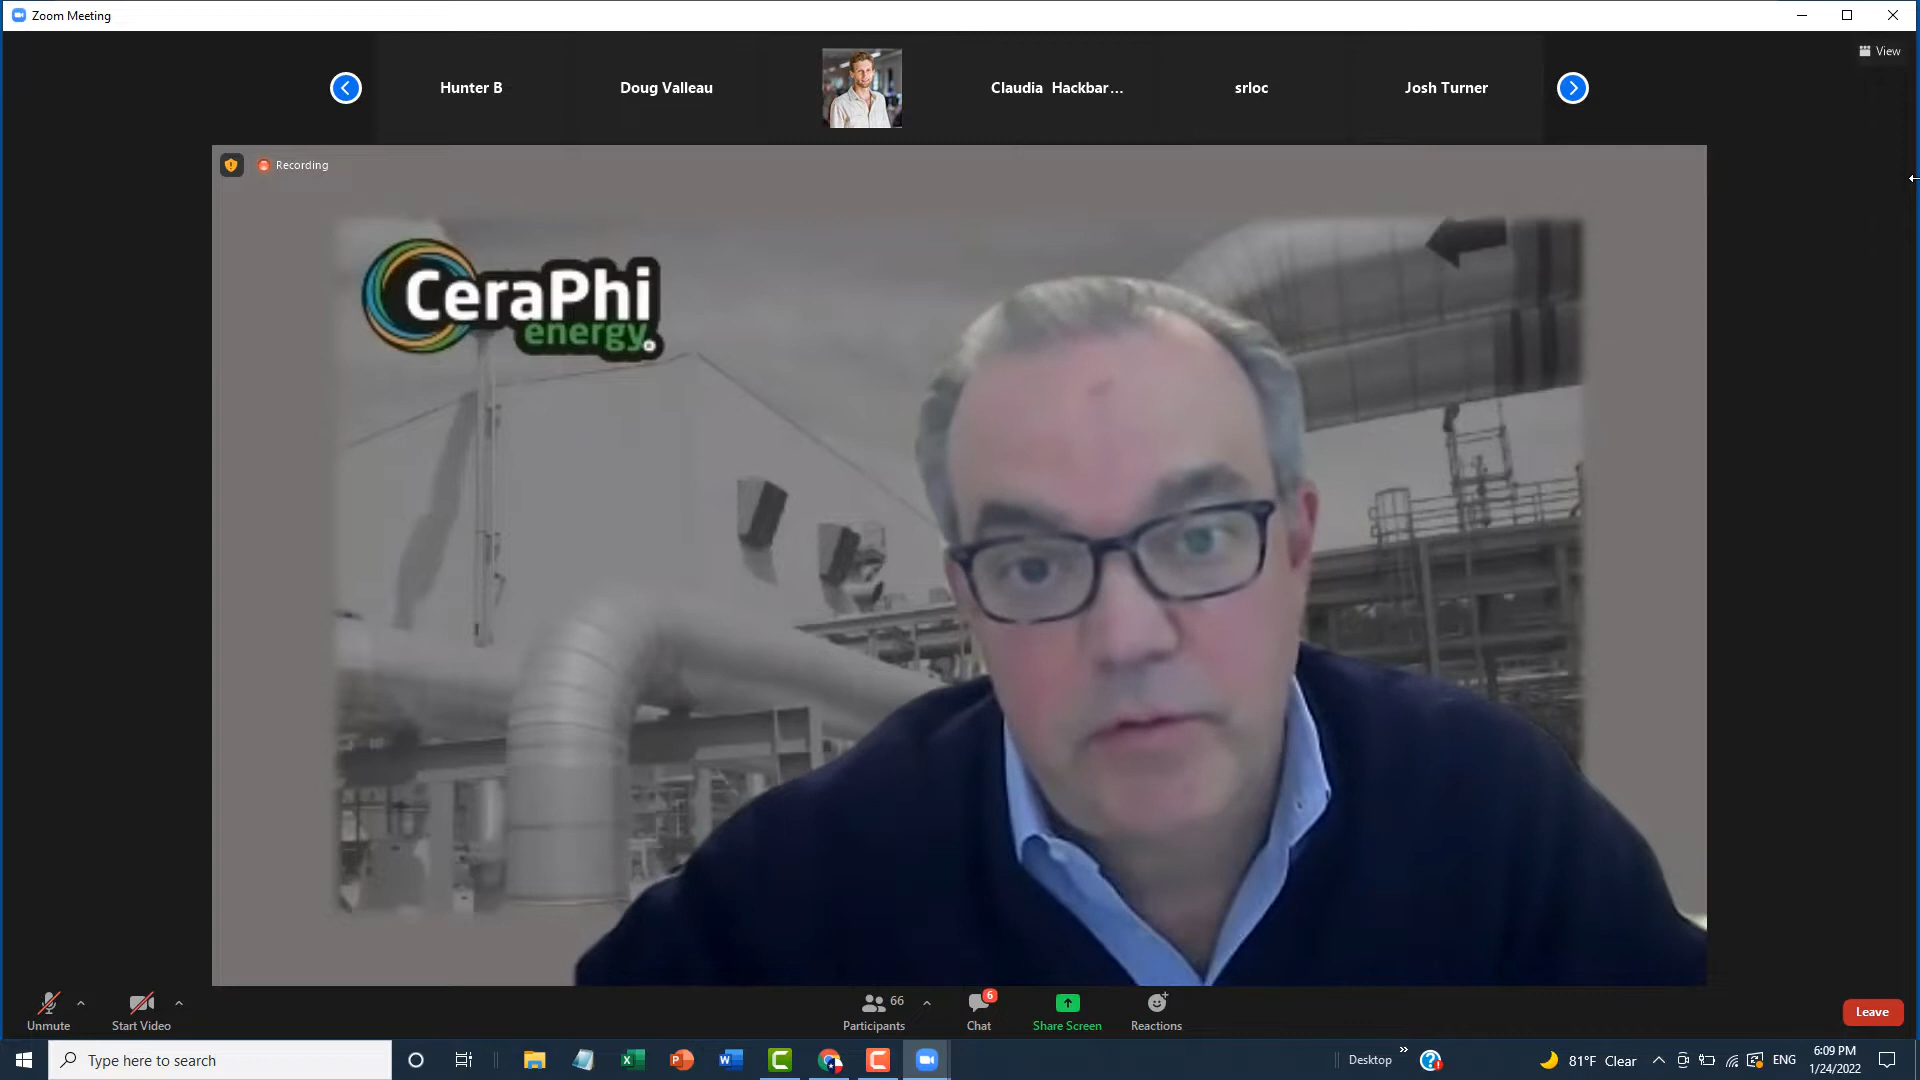 Zoom Meeting
View
Hunter B
Doug Valleau
Claudia Hackbar...
srloc
Josh Turner
Recording
CeraPhi
energy
Unmute
Start Video
66
Participants
6
Chat
Share Screen
Reactions
Leave
Type here to search
Desktop
81°F Clear
ENG
6:09 PM
1/24/2022